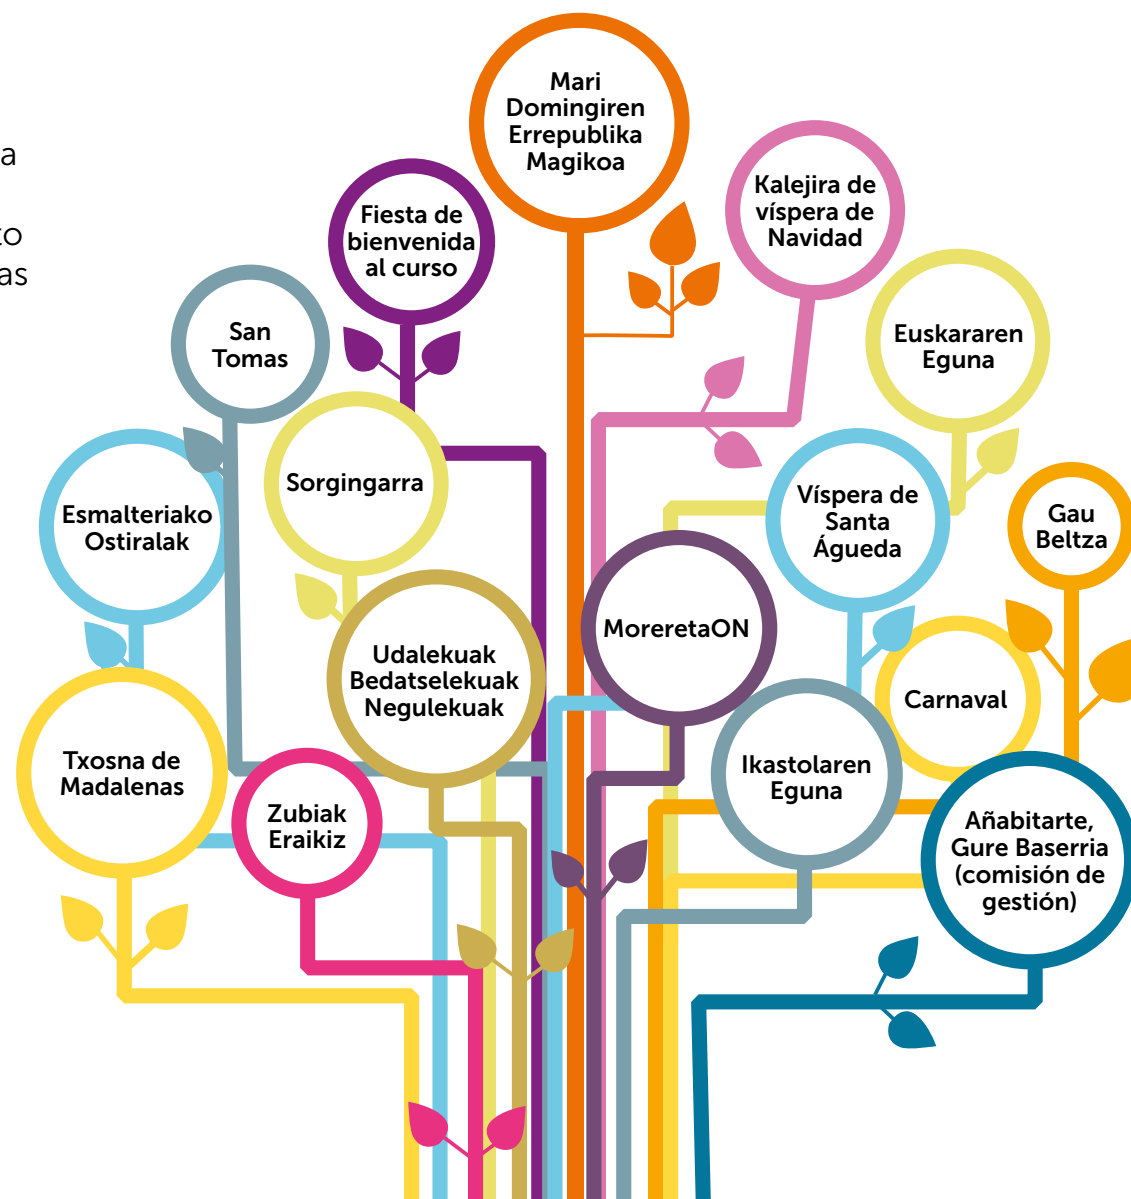 a
to
as
Mari
Domingiren
Errepublika
Magikoa
Kalejira de
víspera de
Navidad
Fiesta de
bienvenida
al curso
San
Tomas
Euskararen
Eguna
Sorgingarra
Esmalteriako
Ostiralak
Víspera de
Santa
Águeda
Gau
Beltza
MoreretaON
Udalekuak
Bedatselekuak
Negulekuak
Carnaval
Txosna de
Madalenas
Ikastolaren
Eguna
Zubiak
Eraikiz
Añabitarte,
Gure Baserria
(comisión de
gestión)